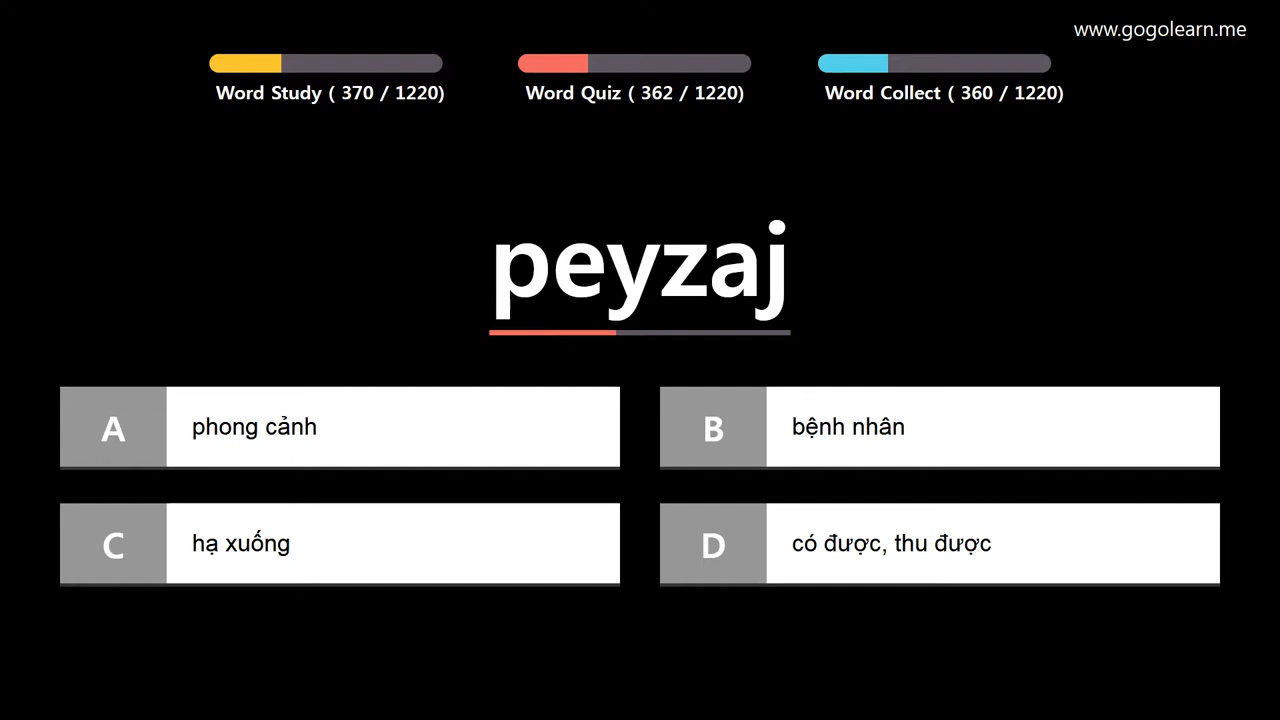 www.gogolearn.me
Word Study ( 370 / 1220)
Word Quiz ( 362 / 1220)
Word Collect ( 360 / 1220)
peyzaj
A phong cảnh
B bệnh nhân
C hạ xuống
D có được, thu được